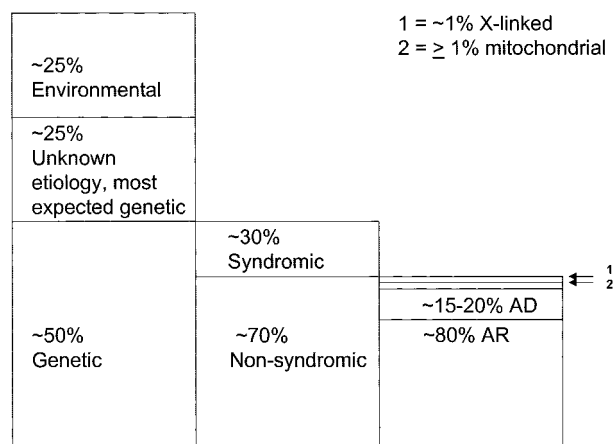 1 = ~1% X-linked
2 = ≥ 1% mitochondrial
~25%
Environmental
~25%
Unknown
etiology, most
expected genetic
~50%
Genetic
~30%
Syndromic
~70%
Non-syndromic
1
2
~15-20% AD
~80% AR